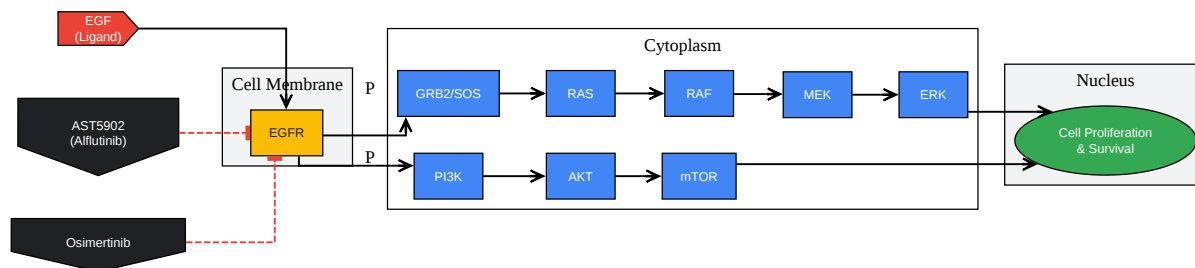 EGF
(Ligand)
Cytoplasm
Cell Membrane
P
Nucleus
GRB2/SOS
RAS
RAF
MEK
ERK
AST5902
(Alflutinib)
EGFR
Cell Proliferation
& Survival
P
PI3K
AKT
mTOR
Osimertinib